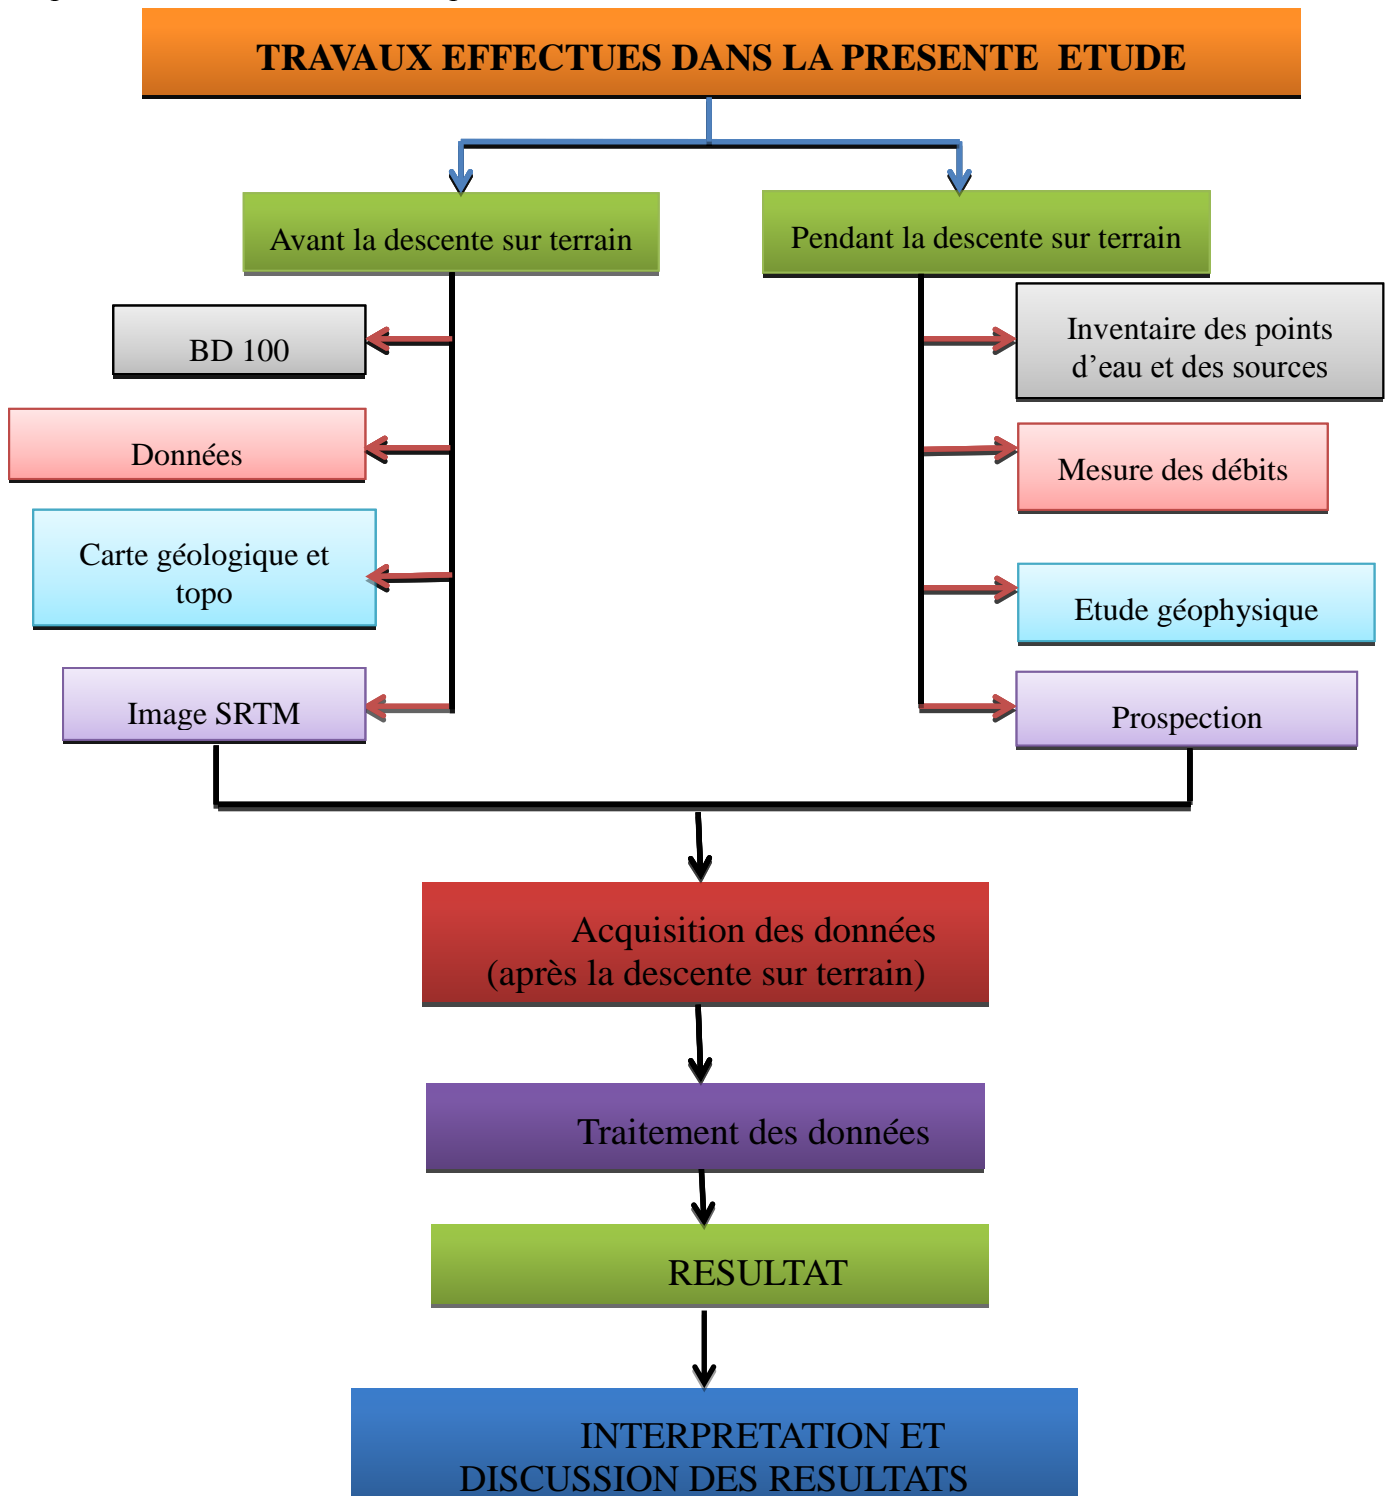 TRAVAUX EFFECTUES DANS LA PRESENTE ETUDE
Avant la descente sur terrain
Pendant la descente sur terrain
BD 100
Données
Carte géologique et
topo
Image SRTM
Inventaire des points
d'eau et des sources
Mesure des débits
Etude géophysique
Prospection
Acquisition des données
(après la descente sur terrain)
Traitement des données
RESULTAT
INTERPRETATION ET
DISCUSSION DES RESULTATS